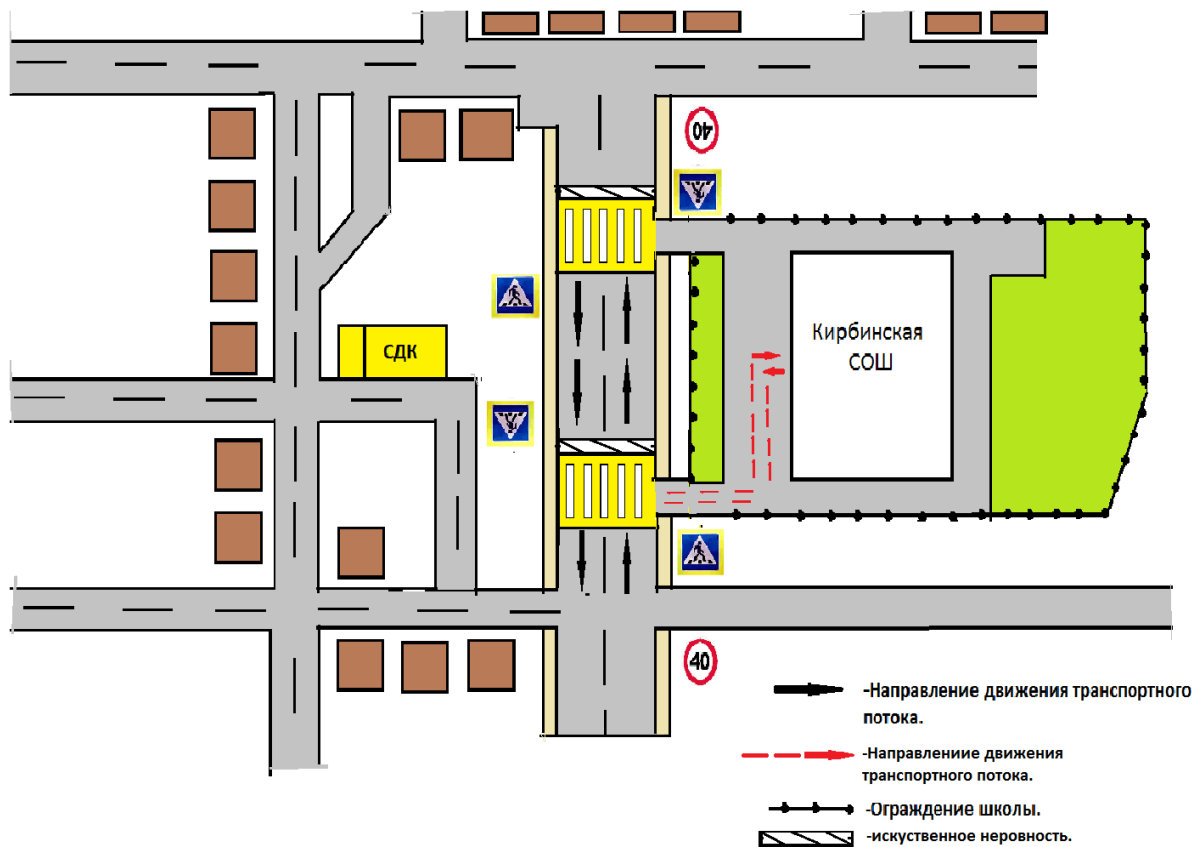 40
СДК
Кирбинская
СОШ
40
-Направление движения транспортного
потока.
-Направлениие движения
транспортного потока.
-Ограждение школы.
-искуственное неровность.